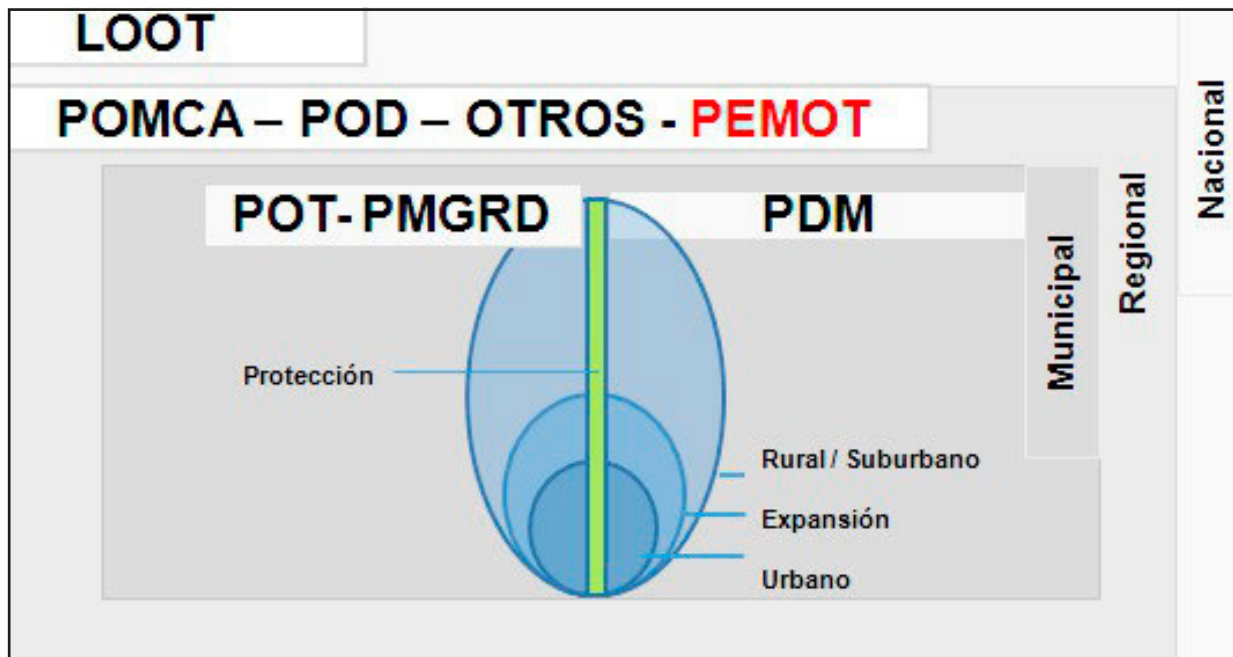 LOOT
POMCA – POD – OTROS - PEMOT
POT- PMGRD
PDM
Nacional
Regional
Municipal
Protección
Rural / Suburbano
Expansión
Urbano